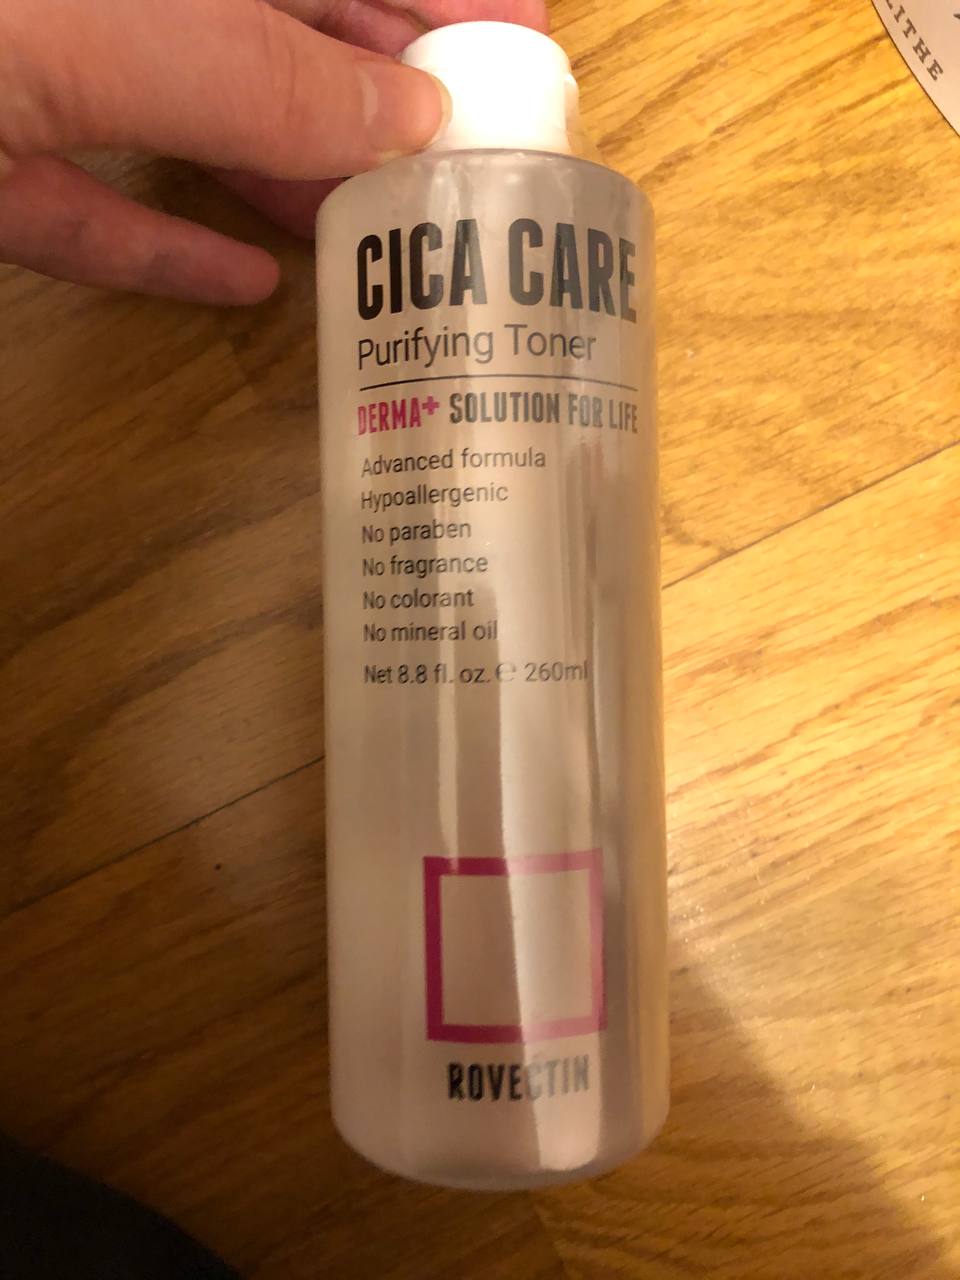 LITHE
CICA CARE
Purifying Toner
DERMA+ SOLUTION FOR LIFE
Advanced formula
Hypoallergenic
No paraben
No fragrance
No colorant
No mineral oil
Net 8.8 fl. oz. ℮ 260ml
ROVECTIN